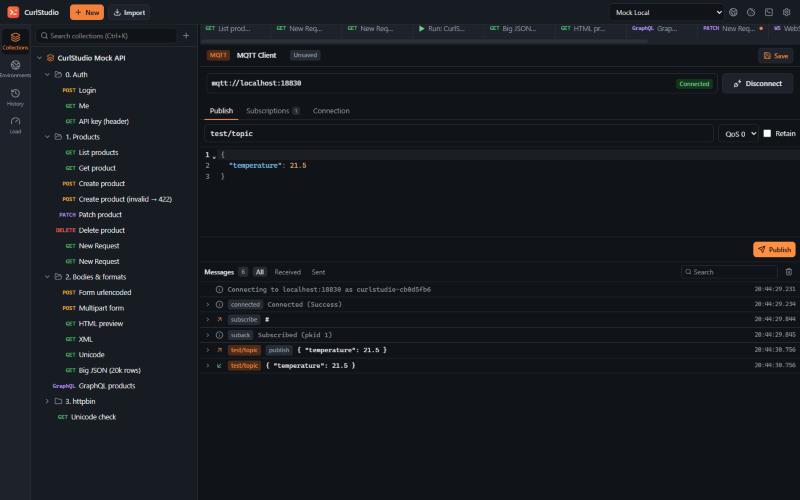 CurlStudio
+ New
Import
Mock Local
Collections
Environments
History
Load
Search collections (Ctrl+K)
CurlStudio Mock API
0. Auth
POST Login
GET Me
GET API key (header)
1. Products
GET List products
GET Get product
POST Create product
POST Create product (invalid → 422)
PATCH Patch product
DELETE Delete product
GET New Request
GET New Request
2. Bodies & formats
POST Form urlencoded
POST Multipart form
GET HTML preview
GET XML
GET Unicode
GET Big JSON (20k rows)
GraphQL GraphQL products
3. httpbin
GET Unicode check
GET List prod...
GET New Req...
GET New Req...
Run: CurlS...
GET Big JSON...
GET HTML pr...
GraphQL Grap...
PATCH New Req...
WS WebS
MQTT MQTT Client Unsaved
Save
mqtt://localhost:18830
Connected
Disconnect
Publish Subscriptions 1 Connection
test/topic
QoS 0
Retain
1 {
2 "temperature": 21.5
3 }
Publish
Messages 6 All Received Sent
Search
Connecting to localhost:18830 as curlstudio-cb0d5fb6 20:44:29.231
connected Connected (Success) 20:44:29.234
subscribe # 20:44:29.844
suback Subscribed (pkid 1) 20:44:29.845
test/topic publish { "temperature": 21.5 } 20:44:30.756
test/topic { "temperature": 21.5 } 20:44:30.756